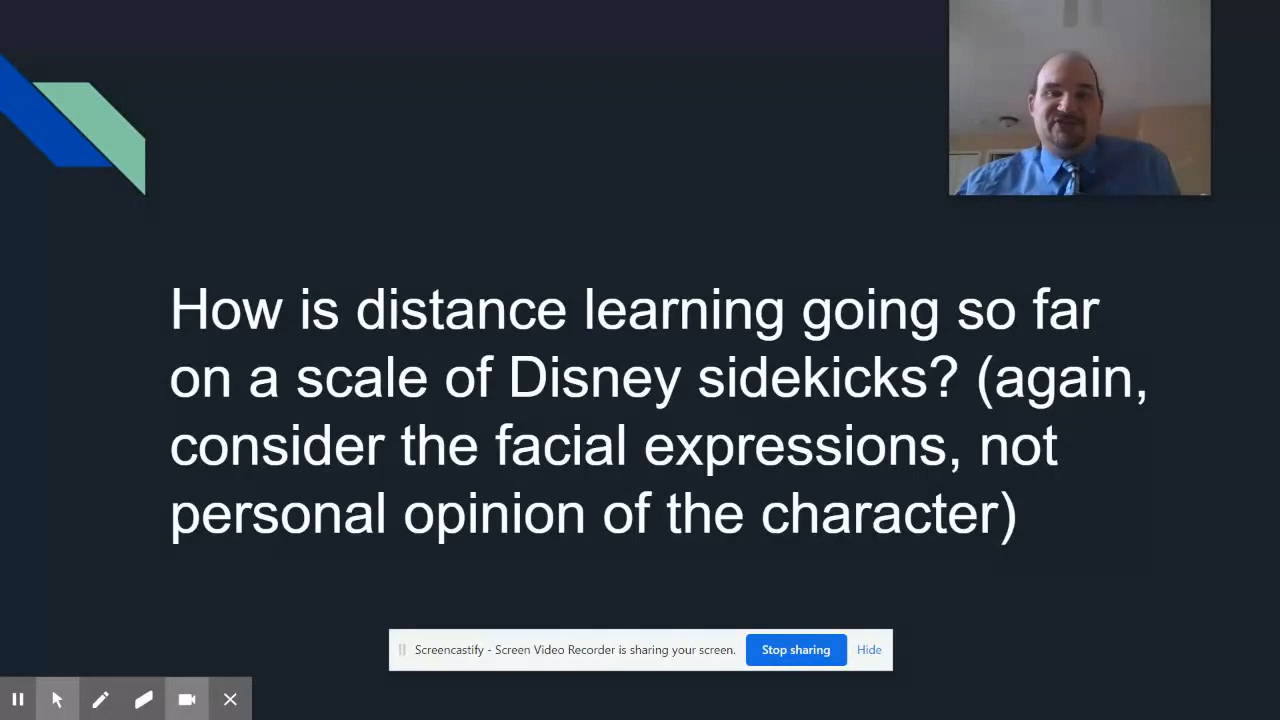 How is distance learning going so far
on a scale of Disney sidekicks? (again,
consider the facial expressions, not
personal opinion of the character)
Screencastify - Screen Video Recorder is sharing your screen. Stop sharing Hide